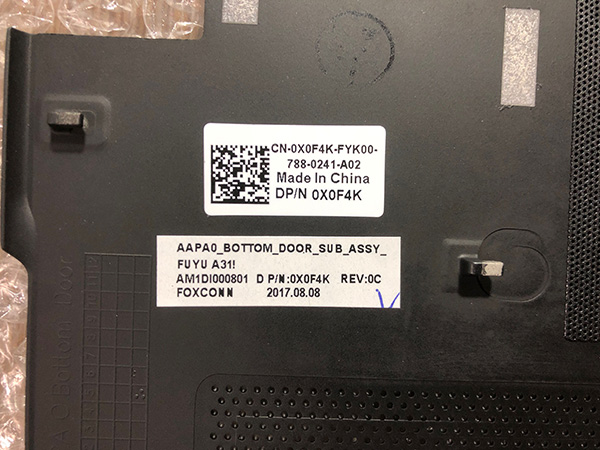 CN-0X0F4K-FYK00-
788-0241-A02
Made In China
DP/N 0X0F4K
AAPA0_BOTTOM_DOOR_SUB_ASSY_
FUYU A31!
AM1DI000801 D P/N:0X0F4K REV:0C
FOXCONN 2017.08.08
Bottom Door